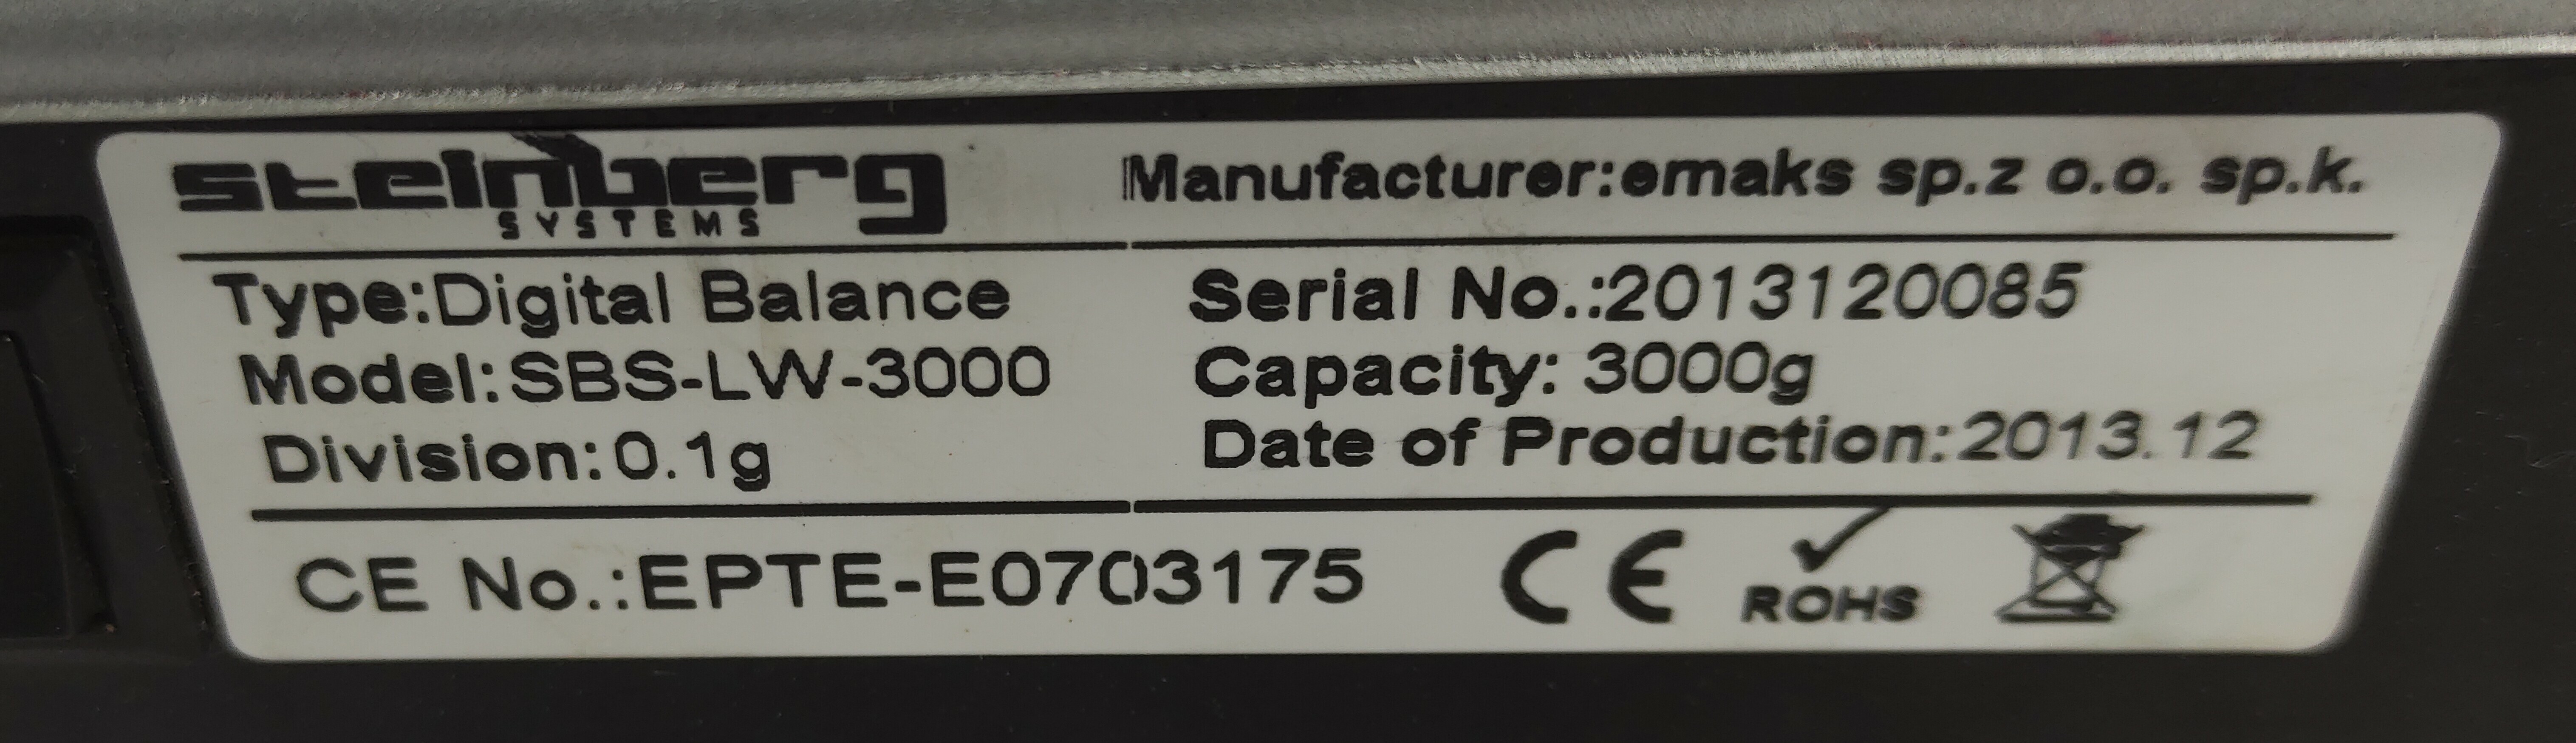 steinberg
SYSTEMS
Manufacturer:emaks sp.z o.o. sp.k.
Type:Digital Balance
Serial No.:2013120085
Model:SBS-LW-3000
Capacity: 3000g
Division:0.1g
Date of Production:2013.12
CE No.:EPTE-E0703175
CE
ROHS